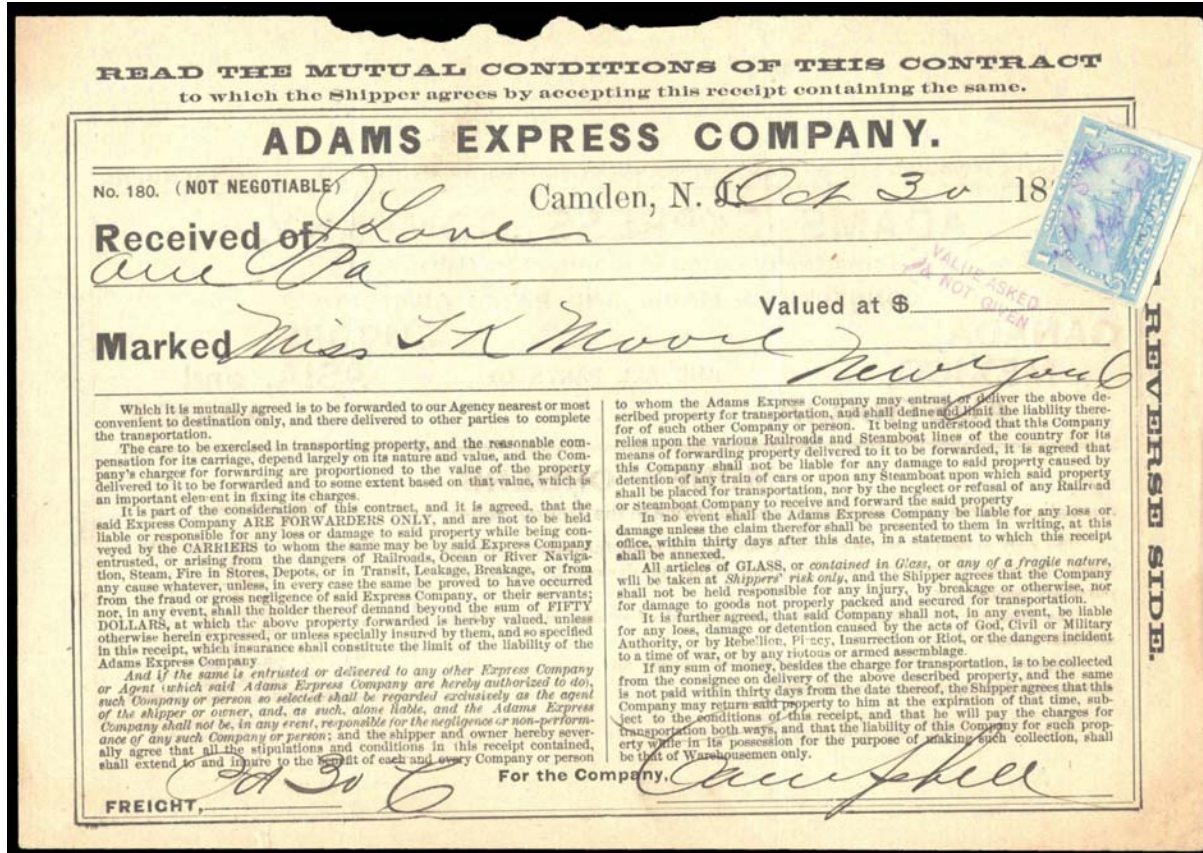 READ THE MUTUAL CONDITIONS OF THIS CONTRACT
to which the Shipper agrees by accepting this receipt containing the same.
ADAMS EXPRESS COMPANY.
No. 180. (NOT NEGOTIABLE) Camden, N. J. Oct 30 18
Received of J Love
One Pa
VALUE ASKED
& NOT GIVEN
Valued at $
Marked Miss L K Moore
New York C
Which it is mutually agreed is to be forwarded to our Agency nearest or most
convenient to destination only, and there delivered to other parties to complete
the transportation.
The care to be exercised in transporting property, and the reasonable com-
pensation for its carriage, depend largely on its nature and value, and the Com-
pany's charges for forwarding are proportioned to the value of the property
delivered to it to be forwarded and to some extent based on that value, which is
an important element in fixing its charges.
It is part of the consideration of this contract, and it is agreed, that the
said Express Company ARE FORWARDERS ONLY, and are not to be held
liable or responsible for any loss or damage to said property while being con-
veyed by the CARRIERS to whom the same may be by said Express Company
entrusted, or arising from the dangers of Railroads, Ocean or River Naviga-
tion, Steam, Fire in Stores, Depots, or in Transit, Leakage, Breakage, or from
any cause whatever, unless, in every case the same be proved to have occurred
from the fraud or gross negligence of said Express Company, or their servants;
nor, in any event, shall the holder thereof demand beyond the sum of FIFTY
DOLLARS, at which the above property forwarded is hereby valued, unless
otherwise herein expressed, or unless specially insured by them, and so specified
in this receipt, which insurance shall constitute the limit of the liability of the
Adams Express Company
And if the same is entrusted or delivered to any other Express Company
or Agent (which said Adams Express Company are hereby authorized to do),
such Company or person so selected shall be regarded exclusively as the agent
of the shipper or owner, and, as such, alone liable, and the Adams Express
Company shall not be, in any event, responsible for the negligence or non-perform-
ance of any such Company or person; and the shipper and owner hereby sever-
ally agree that all the stipulations and conditions in this receipt contained,
shall extend to and inure to the benefit of each and every Company or person
to whom the Adams Express Company may entrust or deliver the above de-
scribed property for transportation, and shall define and limit the liability there-
for of such other Company or person. It being understood that this Company
relies upon the various Railroads and Steamboat lines of the country for its
means of forwarding property delivered to it to be forwarded, it is agreed that
this Company shall not be liable for any damage to said property caused by
detention of any train of cars or upon any Steamboat upon which said property
shall be placed for transportation, nor by the neglect or refusal of any Railroad
or Steamboat Company to receive and forward the said property
In no event shall the Adams Express Company be liable for any loss or
damage unless the claim therefor shall be presented to them in writing, at this
office, within thirty days after this date, in a statement to which this receipt
shall be annexed.
All articles of GLASS, or contained in Glass, or any of a fragile nature,
will be taken at Shippers' risk only, and the Shipper agrees that the Company
shall not be held responsible for any injury, by breakage or otherwise, nor
for damage to goods not properly packed and secured for transportation.
It is further agreed, that said Company shall not, in any event, be liable
for any loss, damage or detention caused by the acts of God, Civil or Military
Authority, or by Rebellion, Piracy, Insurrection or Riot, or the dangers incident
to a time of war, or by any riotous or armed assemblage.
If any sum of money, besides the charge for transportation, is to be collected
from the consignee on delivery of the above described property, and the same
is not paid within thirty days from the date thereof, the Shipper agrees that this
Company may return said property to him at the expiration of that time, sub-
ject to the conditions of this receipt, and that he will pay the charges for
transportation both ways, and that the liability of this Company for such prop-
erty while in its possession for the purpose of making such collection, shall
be that of Warehousemen only.
For the Company, Campbell
FREIGHT, Pd 30 C
REVERSE SIDE.